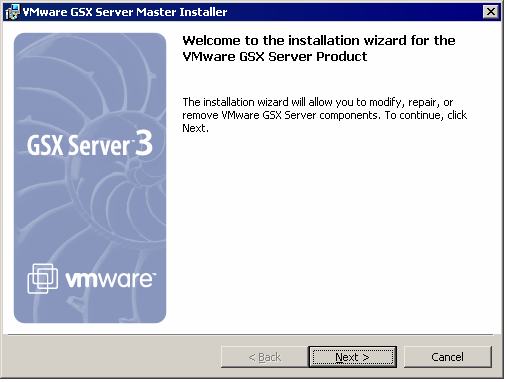 VMware GSX Server Master Installer
Welcome to the installation wizard for the
VMware GSX Server Product
The installation wizard will allow you to modify, repair, or
remove VMware GSX Server components. To continue, click
Next.
GSX Server™ 3
vmware™
< Back
Next >
Cancel